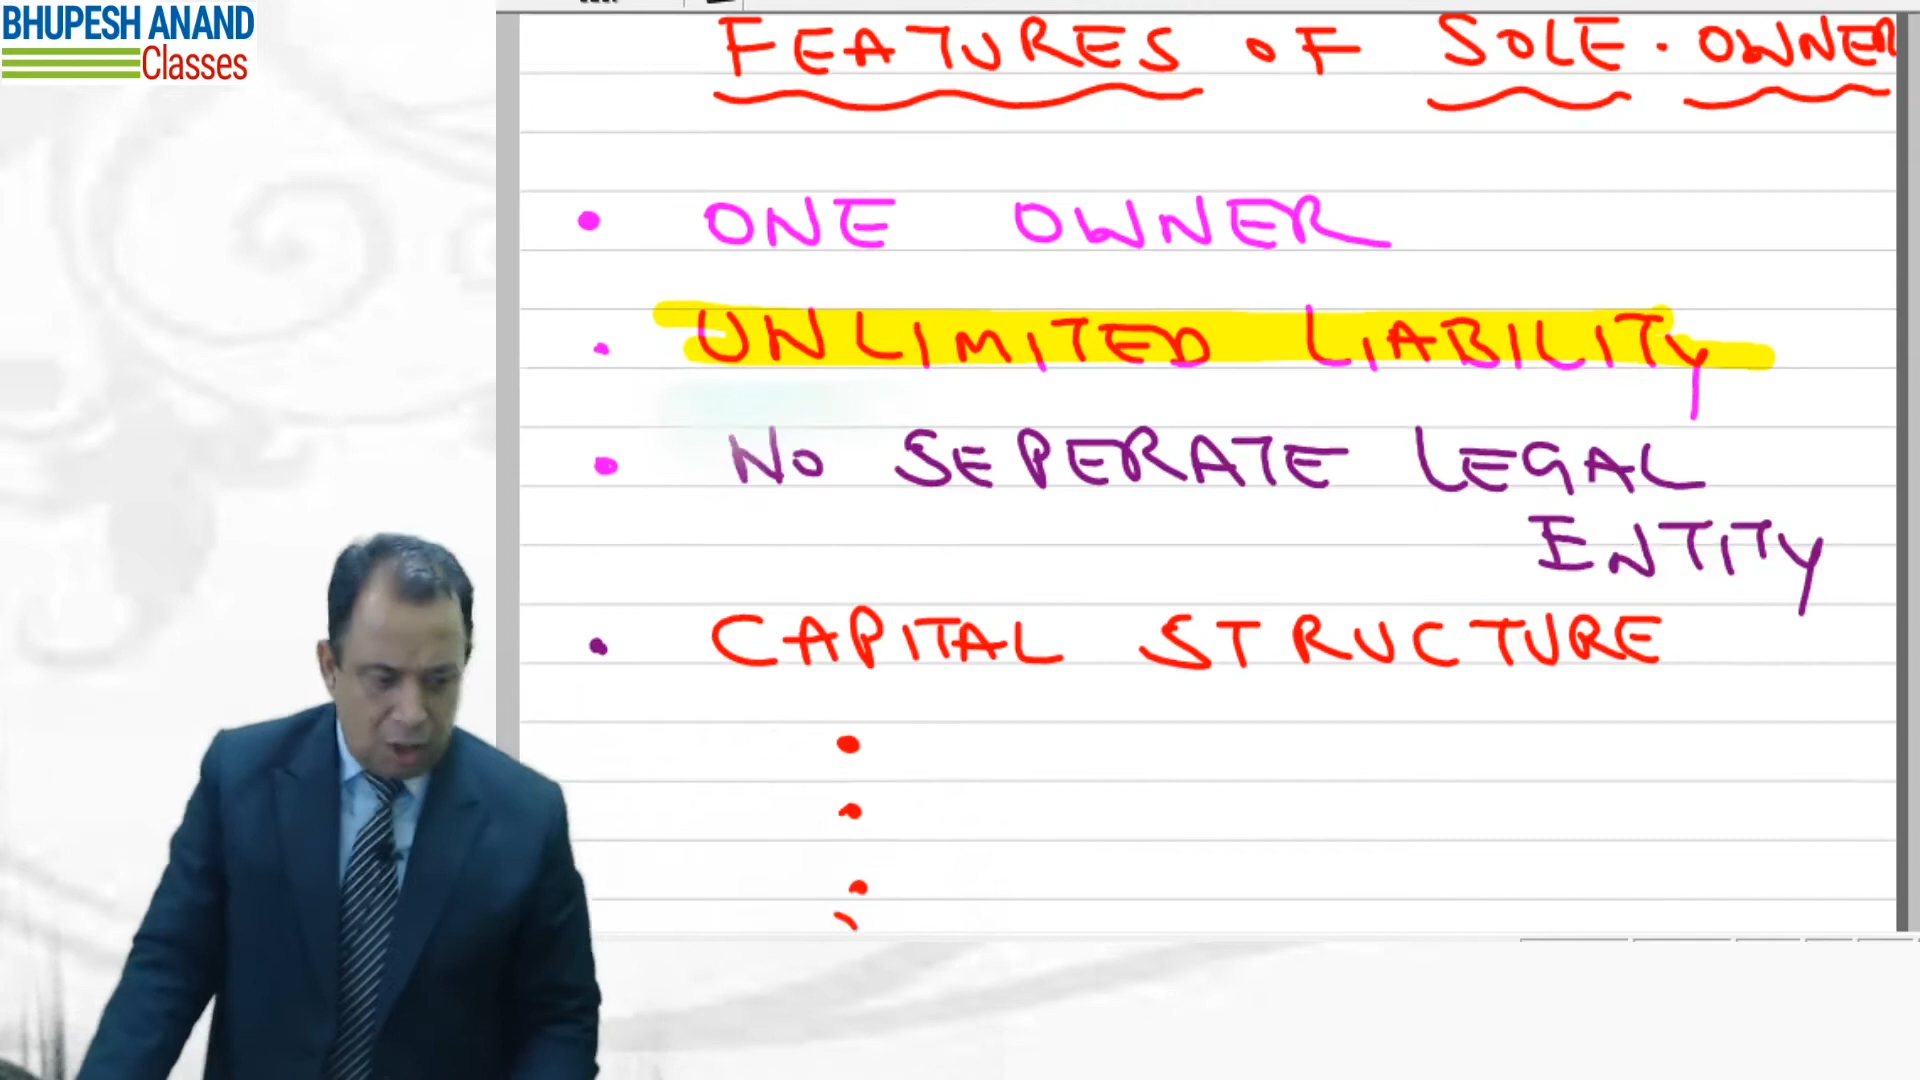 BHUPESH ANAND
Classes
FEATURES OF SOLE. OWNER
• ONE OWNER
• UNLIMITED LIABILITY
• NO SEPERATE LEGAL
ENTITY
• CAPITAL STRUCTURE
•
•
•